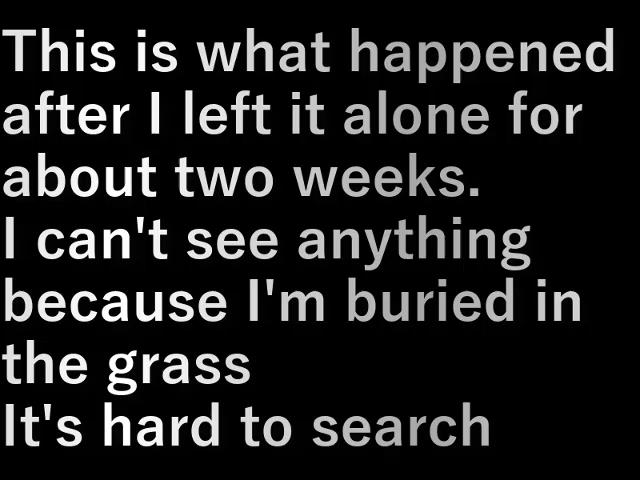 This is what happened
after I left it alone for
about two weeks.
I can't see anything
because I'm buried in
the grass
It's hard to search